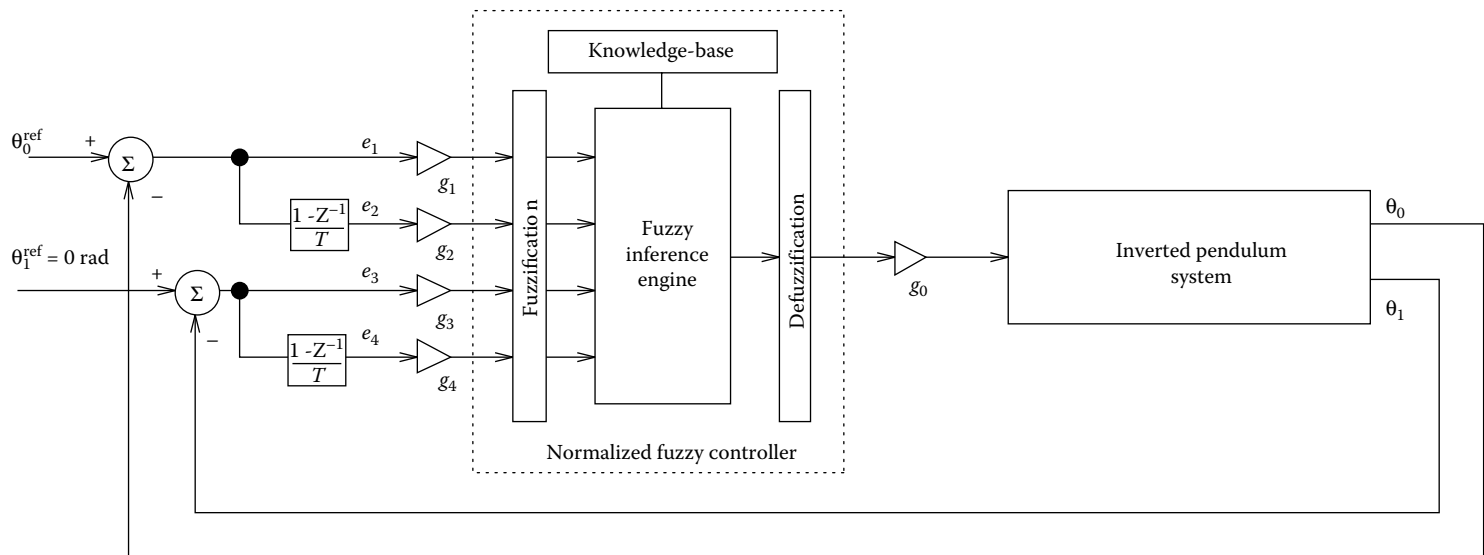 Knowledge-base
θ₀ʳᵉᶠ
+
Σ
−
e₁
g₁
1 -Z⁻¹
T
e₂
g₂
θ₁ʳᵉᶠ = 0 rad
+
Σ
−
e₃
g₃
1 -Z⁻¹
T
e₄
g₄
Fuzzificatio n
Fuzzy
inference
engine
Defuzzification
g₀
Inverted pendulum
system
θ₀
θ₁
Normalized fuzzy controller